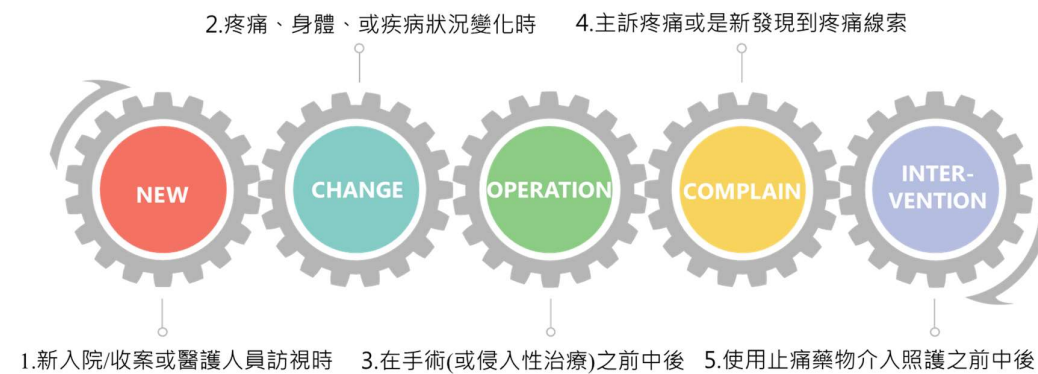 2.疼痛、身體、或疾病狀況變化時
4.主訴疼痛或是新發現到疼痛線索
NEW
CHANGE
OPERATION
COMPLAIN
INTER-
VENTION
1.新入院/收案或醫護人員訪視時
3.在手術(或侵入性治療)之前中後
5.使用止痛藥物介入照護之前中後